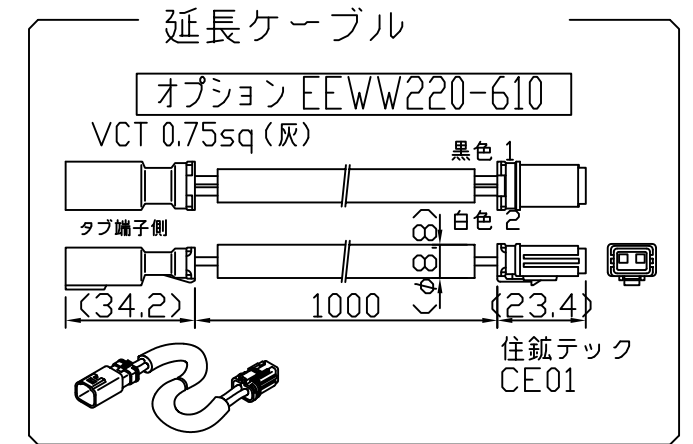 延長ケーブル
オプション EEWW220-610
VCT 0.75sq (灰)
黒色 1
タブ端子側
白色 2
(φ8.8)
(34.2)
1000
(23.4)
住鉱テック
CE01